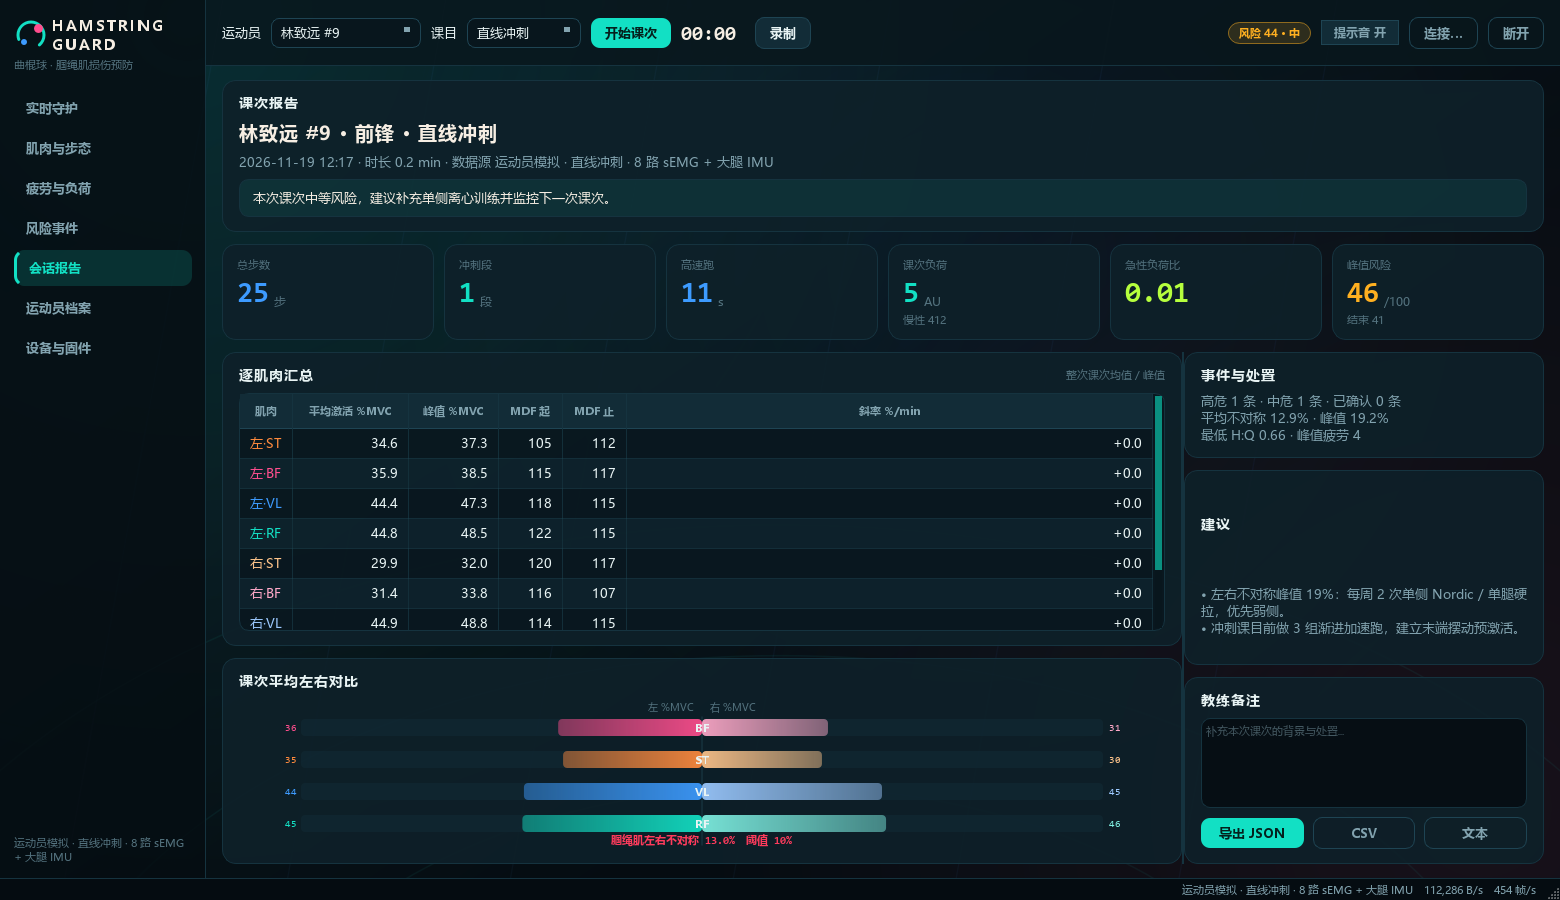 HAMSTRING
GUARD
曲棍球 · 腘绳肌损伤预防
实时守护
肌肉与步态
疲劳与负荷
风险事件
会话报告
运动员档案
设备与固件
运动员模拟 · 直线冲刺 · 8 路 sEMG
+ 大腿 IMU
运动员 林致远 #9 课目 直线冲刺 开始课次 00:00 录制 风险 44 • 中 提示音 开 连接... 断开
课次报告
林致远 #9 • 前锋 • 直线冲刺
2026-11-19 12:17 · 时长 0.2 min · 数据源 运动员模拟 · 直线冲刺 · 8 路 sEMG + 大腿 IMU
本次课次中等风险，建议补充单侧离心训练并监控下一次课次。
总步数
25 步
冲刺段
1 段
高速跑
11 s
课次负荷
5 AU
慢性 412
急性负荷比
0.01
峰值风险
46 /100
结束 41
逐肌肉汇总 整次课次均值 / 峰值
肌肉 平均激活 %MVC 峰值 %MVC MDF 起 MDF 止 斜率 %/min
左·ST 34.6 37.3 105 112 +0.0
左·BF 35.9 38.5 115 117 +0.0
左·VL 44.4 47.3 118 115 +0.0
左·RF 44.8 48.5 122 115 +0.0
右·ST 29.9 32.0 120 117 +0.0
右·BF 31.4 33.8 116 107 +0.0
右·VL 44.9 48.8 114 115 +0.0
课次平均左右对比
左 %MVC 右 %MVC
36 BF 31
35 ST 30
44 VL 45
45 RF 46
腘绳肌左右不对称 13.0% 阈值 10%
事件与处置
高危 1 条 · 中危 1 条 · 已确认 0 条
平均不对称 12.9% · 峰值 19.2%
最低 H:Q 0.66 · 峰值疲劳 4
建议
• 左右不对称峰值 19%：每周 2 次单侧 Nordic / 单腿硬
拉，优先弱侧。
• 冲刺课目前做 3 组渐进加速跑，建立末端摆动预激活。
教练备注
补充本次课次的背景与处置...
导出 JSON CSV 文本
运动员模拟 · 直线冲刺 · 8 路 sEMG + 大腿 IMU 112,286 B/s 454 帧/s